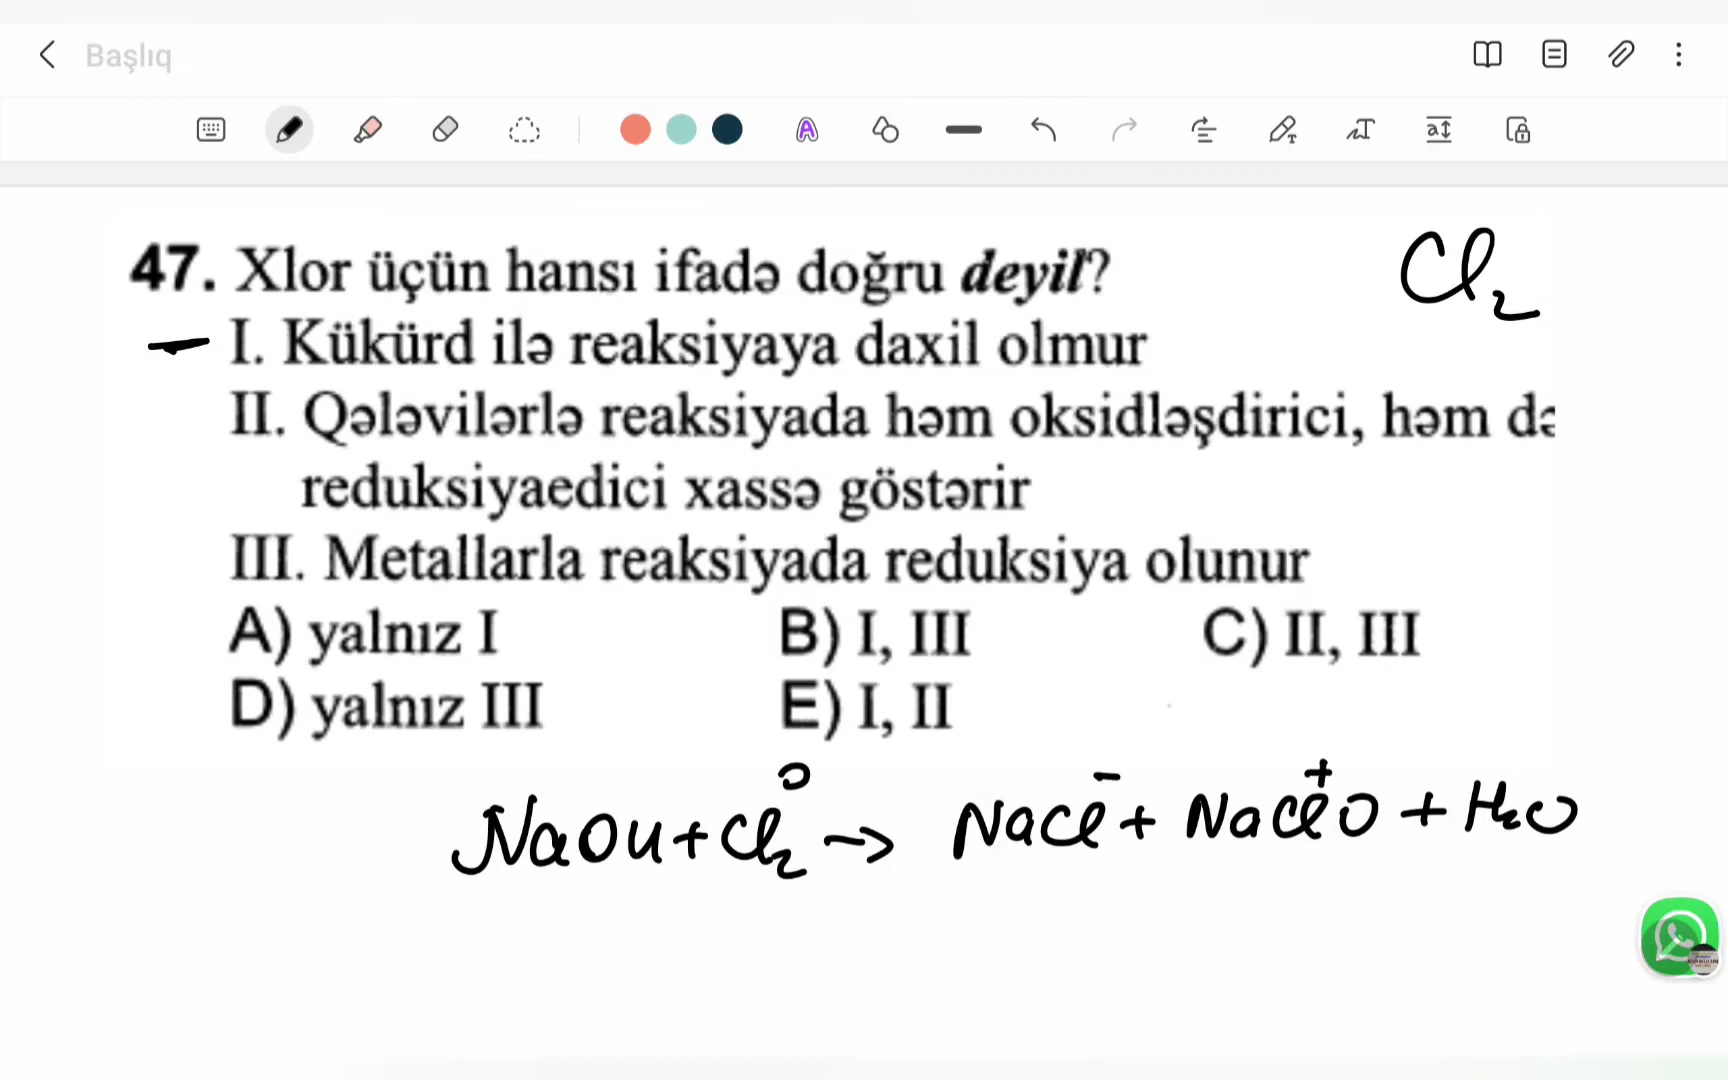 Başlıq
47. Xlor üçün hansı ifadə doğru deyil?
Cl₂
– I. Kükürd ilə reaksiyaya daxil olmur
II. Qələvilərlə reaksiyada həm oksidləşdirici, həm də
reduksiyaedici xassə göstərir
III. Metallarla reaksiyada reduksiya olunur
A) yalnız I B) I, III C) II, III
D) yalnız III E) I, II
NaOH + Cl₂⁰ → NaCl⁻ + NaCl⁺O + H₂O